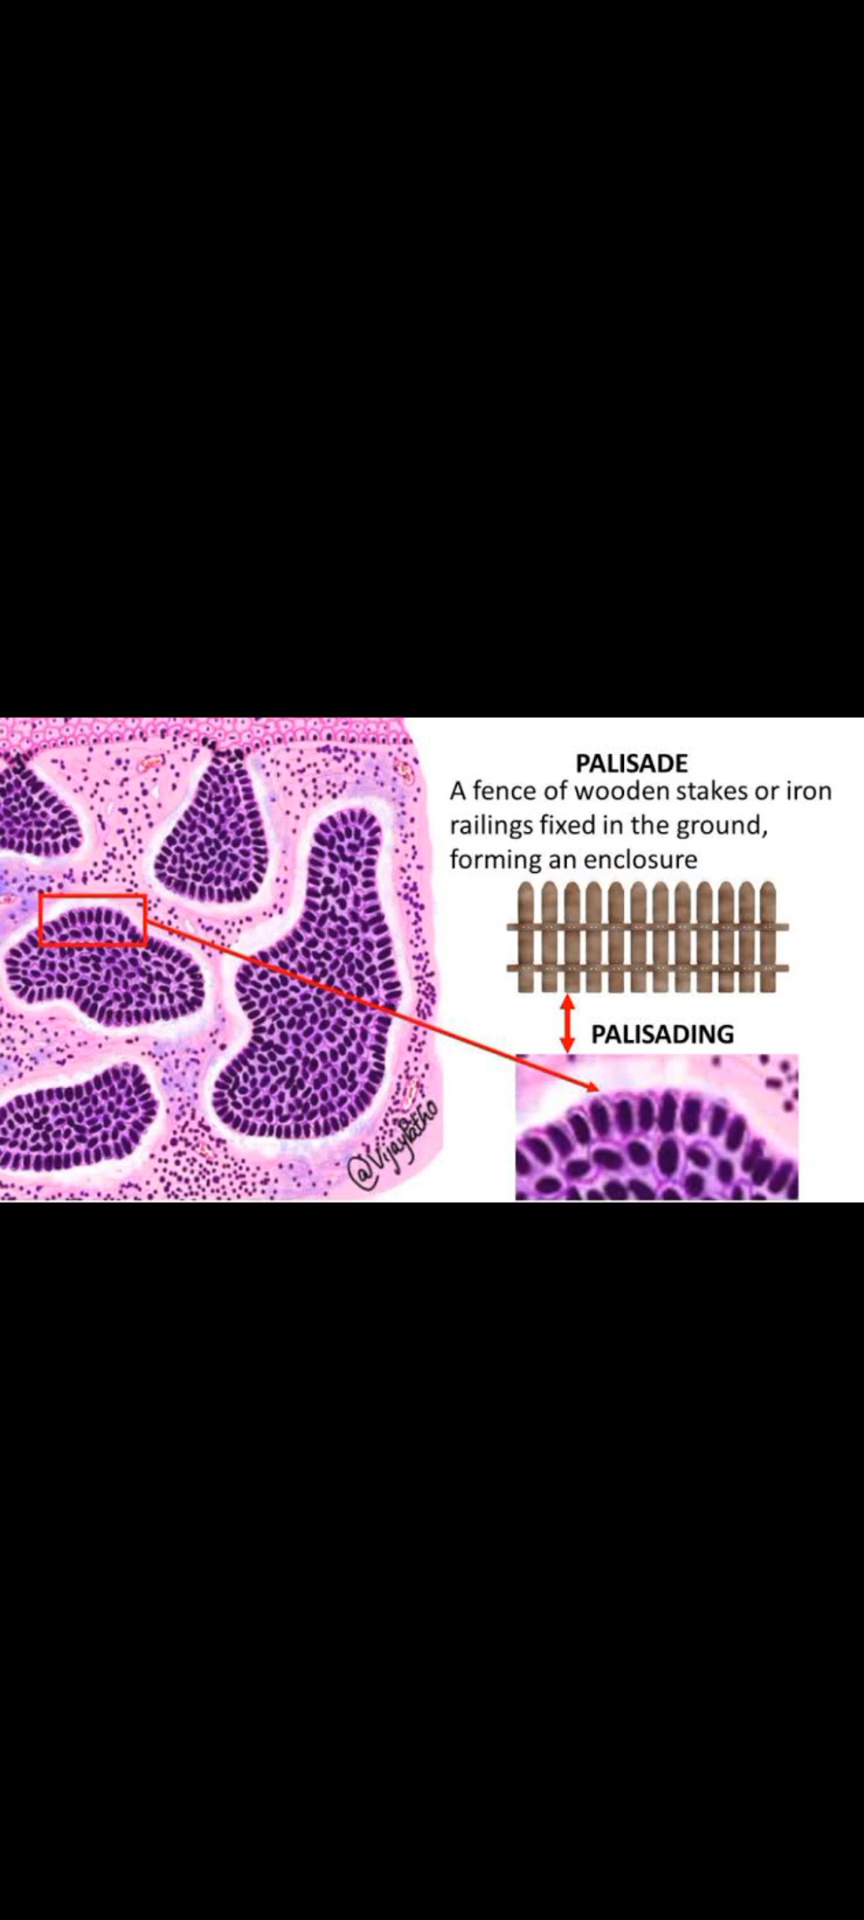 PALISADE
A fence of wooden stakes or iron
railings fixed in the ground,
forming an enclosure
PALISADING
@Vijaypatho